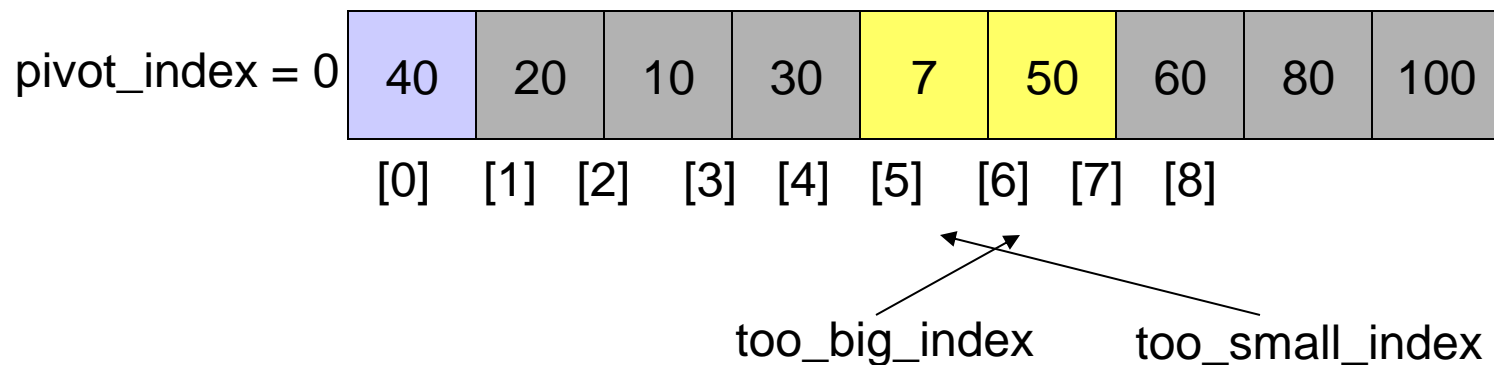 pivot_index = 0 40 20 10 30 7 50 60 80 100
[0] [1] [2] [3] [4] [5] [6] [7] [8]
too_big_index too_small_index